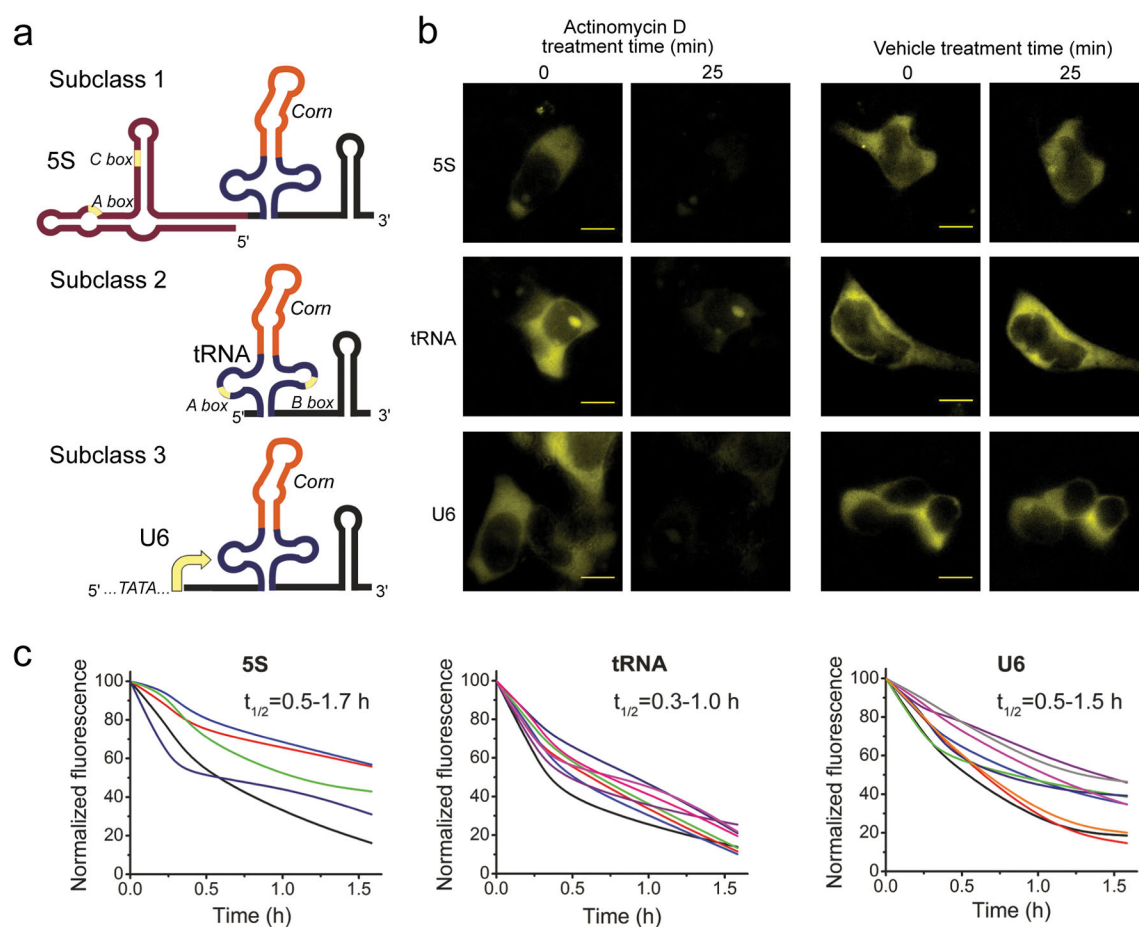 a
Subclass 1
Corn
5S
C box
A box
5'
3'
Subclass 2
Corn
tRNA
A box
B box
5'
3'
Subclass 3
Corn
U6
5' ...TATA...
3'
b
Actinomycin D
treatment time (min)
0
25
Vehicle treatment time (min)
0
25
5S
tRNA
U6
c
5S
t1/2=0.5-1.7 h
Normalized fluorescence
100
80
60
40
20
0
0.0
0.5
1.0
1.5
Time (h)
tRNA
t1/2=0.3-1.0 h
Normalized fluorescence
100
80
60
40
20
0
0.0
0.5
1.0
1.5
Time (h)
U6
t1/2=0.5-1.5 h
Normalized fluorescence
100
80
60
40
20
0
0.0
0.5
1.0
1.5
Time (h)